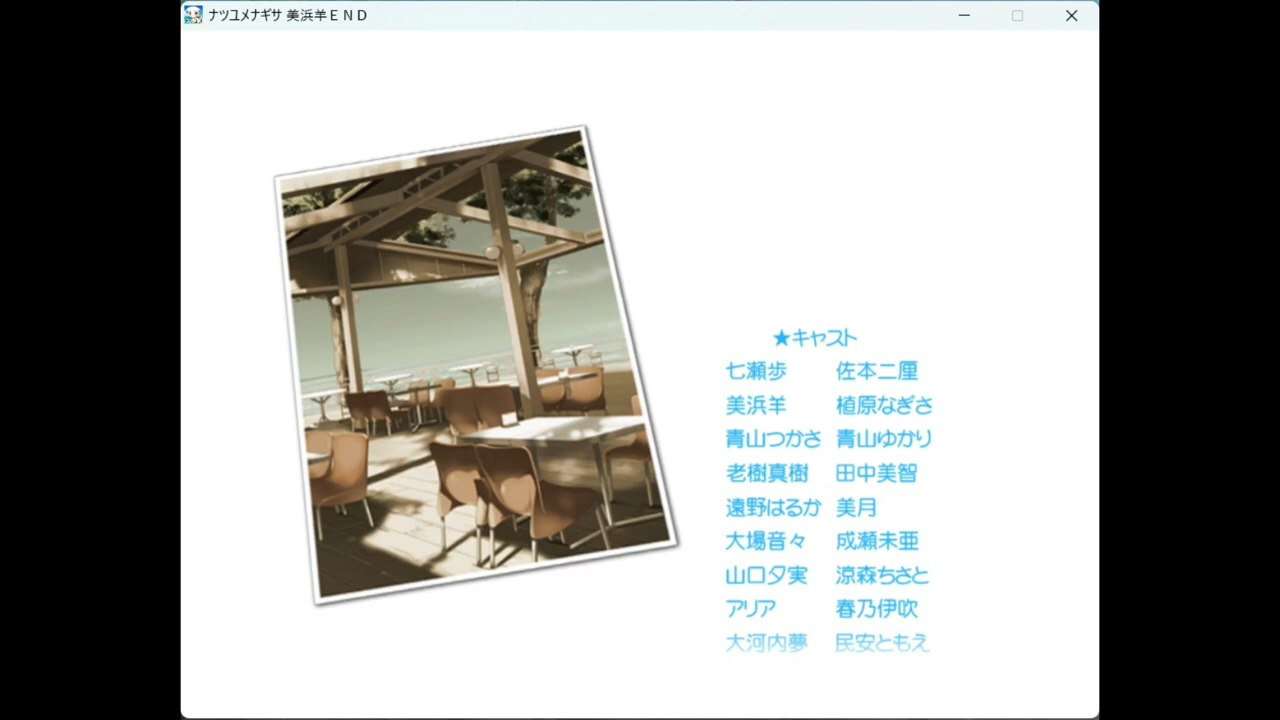 ナツユメナギサ 美浜羊ＥＮＤ
★キャスト
七瀬歩 佐本二厘
美浜羊 植原なぎさ
青山つかさ 青山ゆかり
老樹真樹 田中美智
遠野はるか 美月
大場音々 成瀬未亜
山口夕実 涼森ちさと
アリア 春乃伊吹
大河内夢 民安ともえ